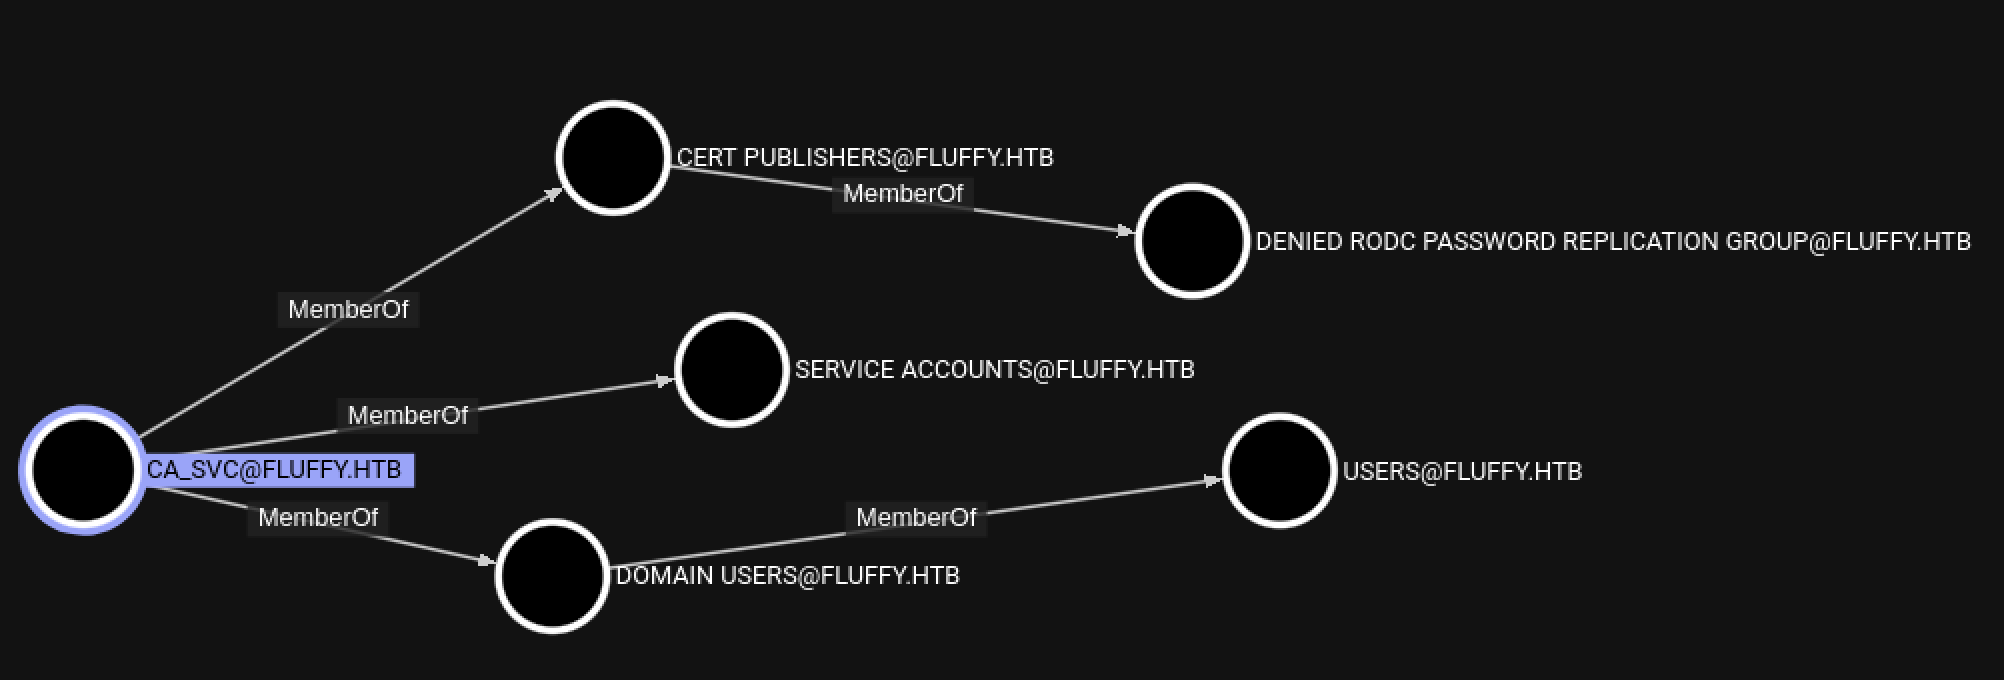 CERT PUBLISHERS@FLUFFY.HTB
MemberOf
DENIED RODC PASSWORD REPLICATION GROUP@FLUFFY.HTB
MemberOf
SERVICE ACCOUNTS@FLUFFY.HTB
MemberOf
CA_SVC@FLUFFY.HTB
USERS@FLUFFY.HTB
MemberOf
MemberOf
DOMAIN USERS@FLUFFY.HTB